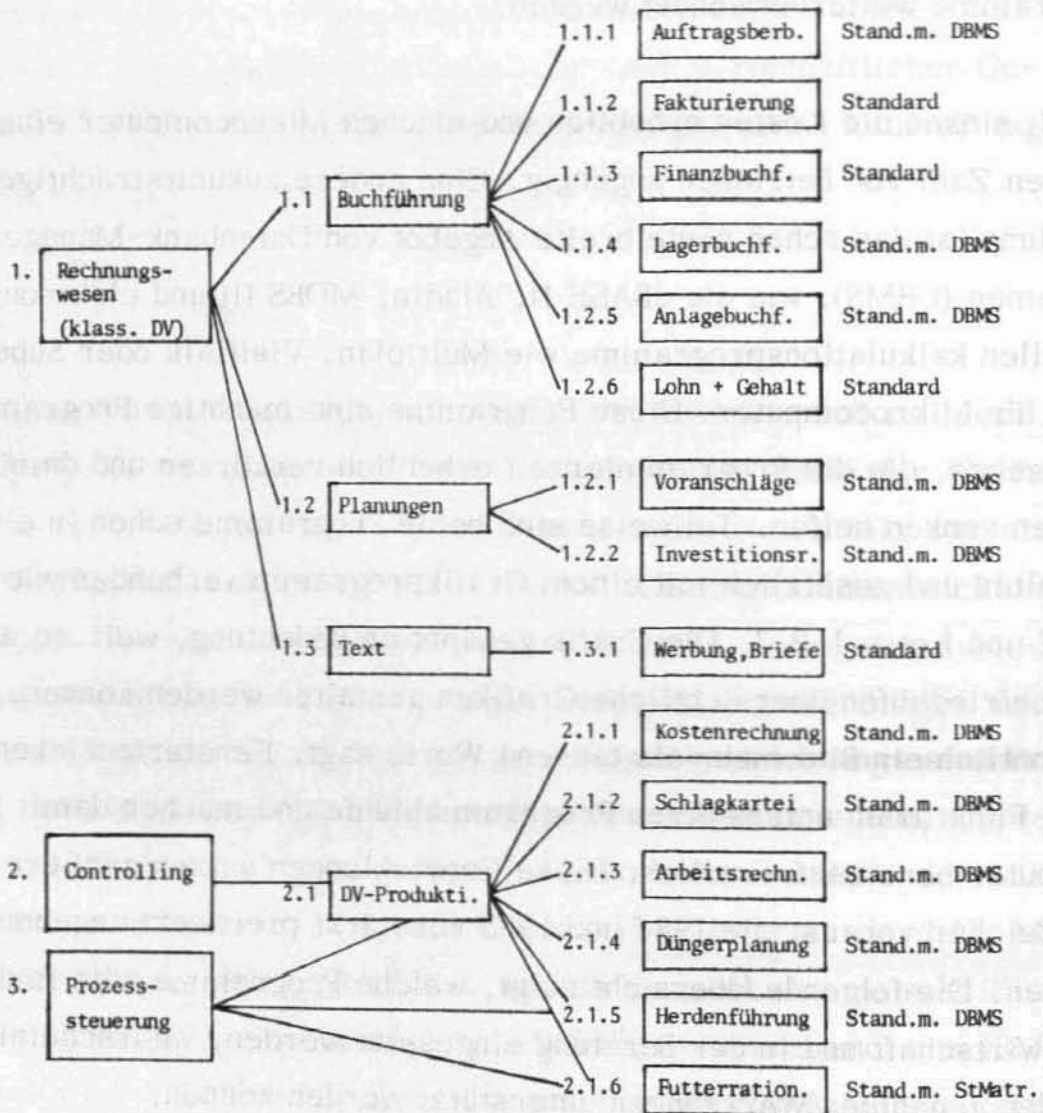 1.1.1 Auftragsberb. Stand.m. DBMS
1.1.2 Fakturierung Standard
1.1.3 Finanzbuchf. Standard
1.1 Buchführung
1.1.4 Lagerbuchf. Stand.m. DBMS
1. Rechnungs-
wesen
(klass. DV)
1.2.5 Anlagebuchf. Stand.m. DBMS
1.2.6 Lohn + Gehalt Standard
1.2 Planungen
1.2.1 Voranschläge Stand.m. DBMS
1.2.2 Investitionsr. Stand.m. DBMS
1.3 Text
1.3.1 Werbung,Briefe Standard
2.1.1 Kostenrechnung Stand.m. DBMS
2.1.2 Schlagkartei Stand.m. DBMS
2. Controlling
2.1 DV-Produkti.
2.1.3 Arbeitsrechn. Stand.m. DBMS
2.1.4 Düngerplanung Stand.m. DBMS
3. Prozess-
steuerung
2.1.5 Herdenführung Stand.m. DBMS
2.1.6 Futterration. Stand.m. StMatr.